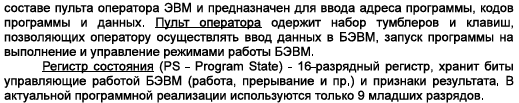 составе пульта оператора ЭВМ и предназначен для ввода адреса программы, кодов
программы и данных. Пульт оператора одержит набор тумблеров и клавиш,
позволяющих оператору осуществлять ввод данных в БЭВМ, запуск программы на
выполнение и управление режимами работы БЭВМ.
Регистр состояния (PS - Program State) - 16-разрядный регистр, хранит биты
управляющие работой БЭВМ (работа, прерывание и пр.) и признаки результата. В
актуальной программной реализации используются только 9 младших разрядов.